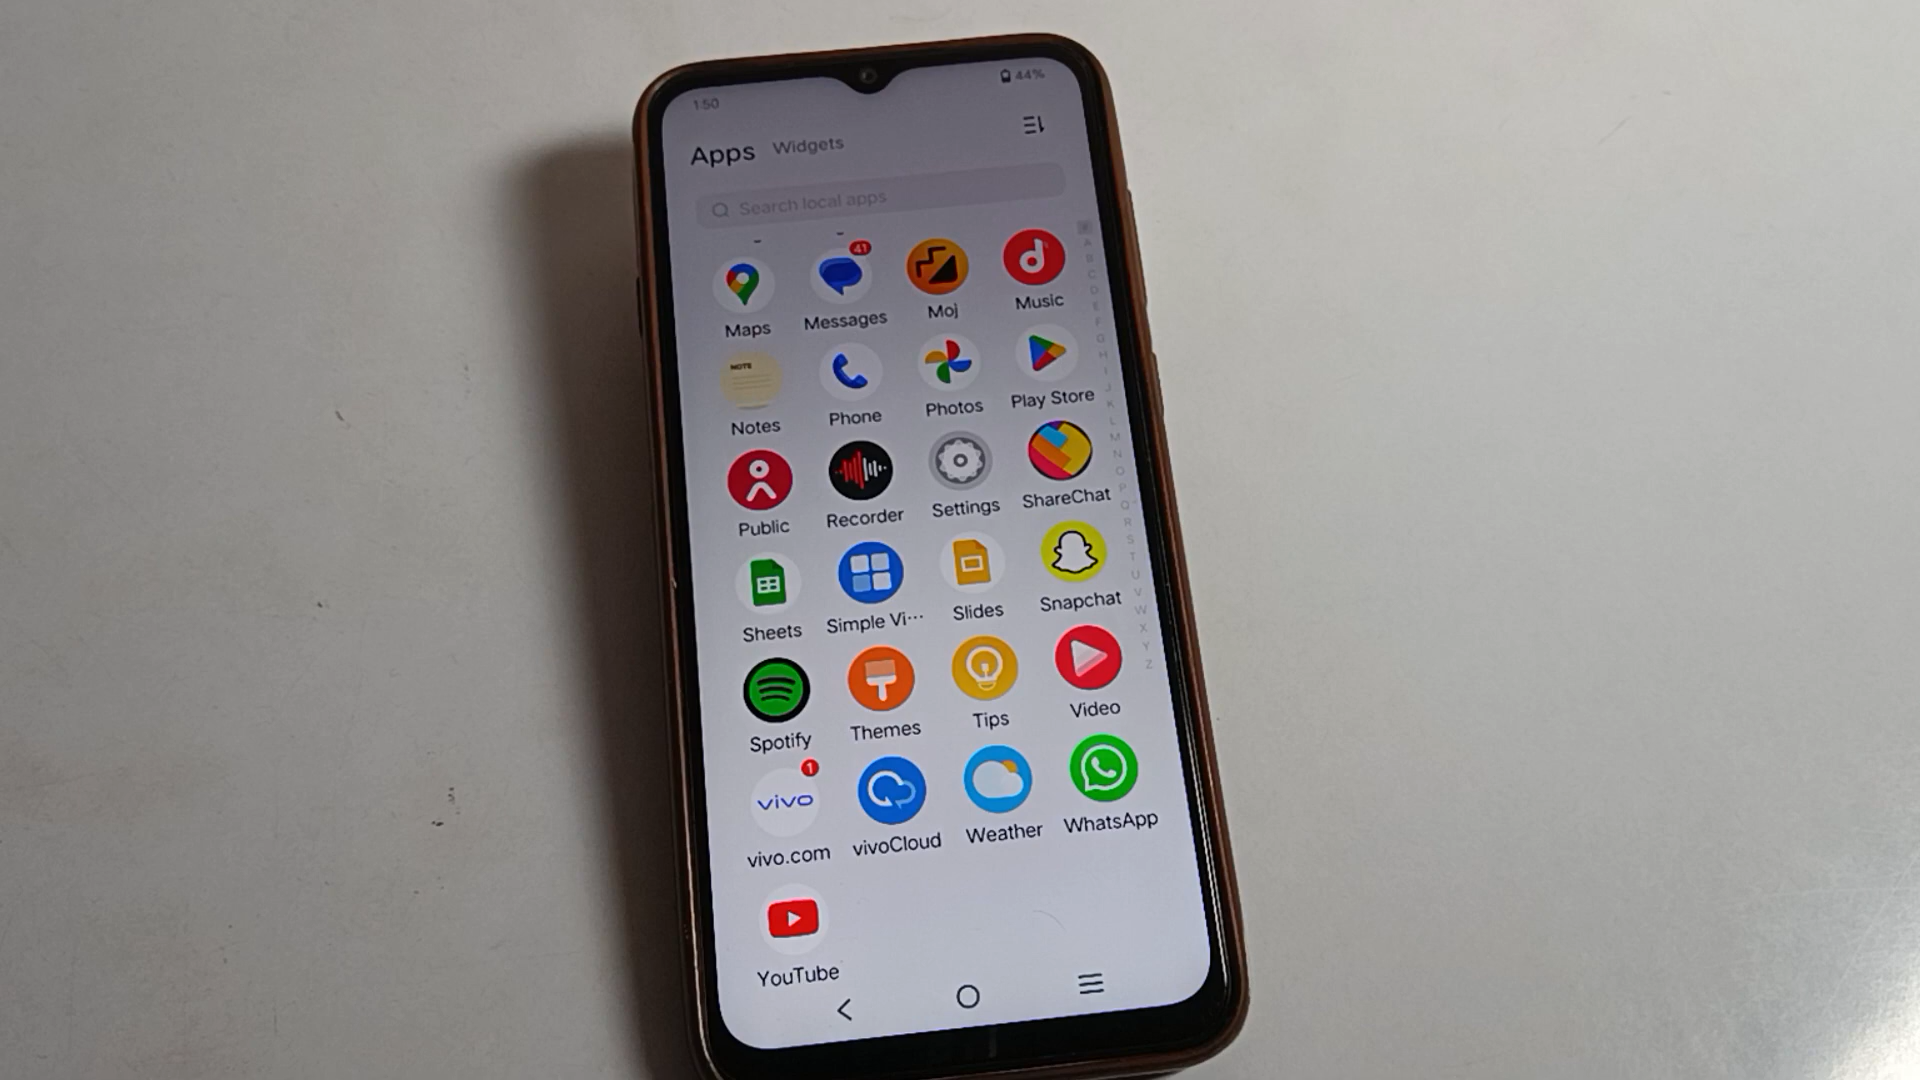 1:50
44%
Apps Widgets
Search local apps
41
Maps Messages Moj Music
NOTE
Notes Phone Photos Play Store
Public Recorder Settings ShareChat
Sheets Simple Vi... Slides Snapchat
Spotify Themes Tips Video
1
vivo
vivo.com vivoCloud Weather WhatsApp
YouTube
#
A
B
C
D
E
F
G
H
I
J
K
L
M
N
O
P
Q
R
S
T
U
V
W
X
Y
Z